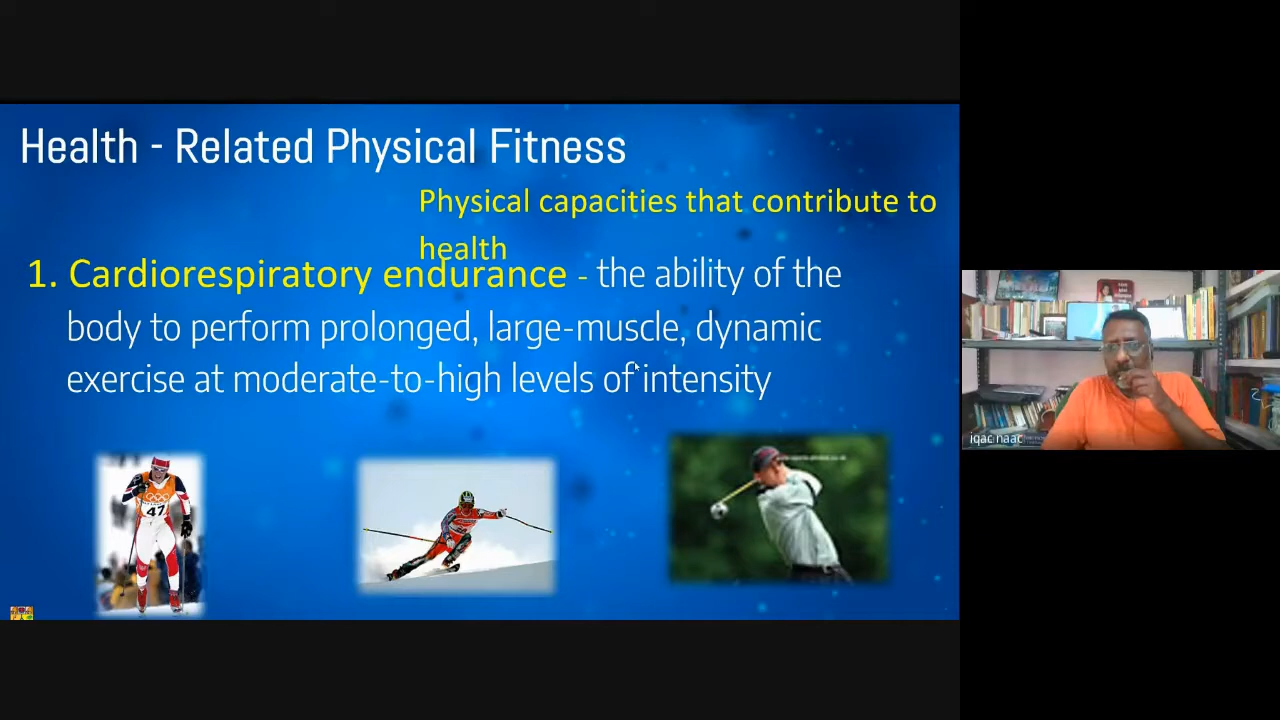 Health - Related Physical Fitness
Physical capacities that contribute to
health
1. Cardiorespiratory endurance - the ability of the
body to perform prolonged, large-muscle, dynamic
exercise at moderate-to-high levels of intensity
47
iqac naac